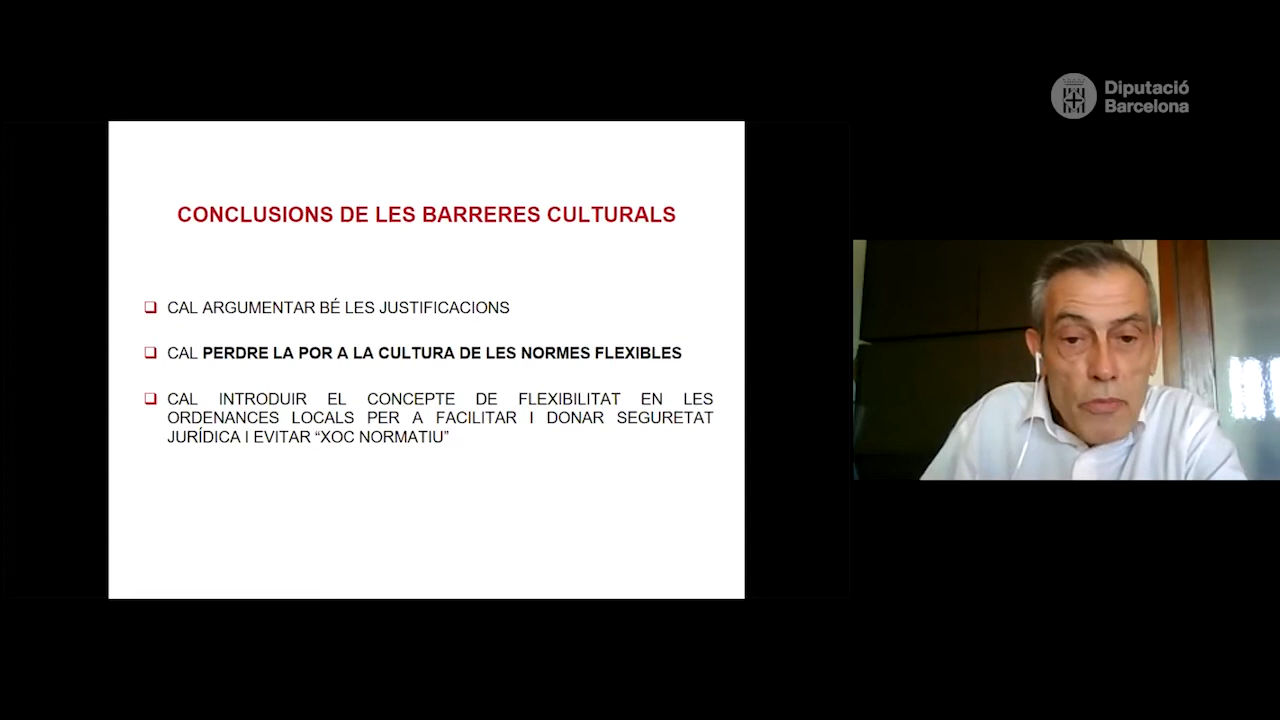 Diputació
Barcelona
CONCLUSIONS DE LES BARRERES CULTURALS
CAL ARGUMENTAR BÉ LES JUSTIFICACIONS
CAL PERDRE LA POR A LA CULTURA DE LES NORMES FLEXIBLES
CAL INTRODUIR EL CONCEPTE DE FLEXIBILITAT EN LES
ORDENANCES LOCALS PER A FACILITAR I DONAR SEGURETAT
JURÍDICA I EVITAR “XOC NORMATIU”